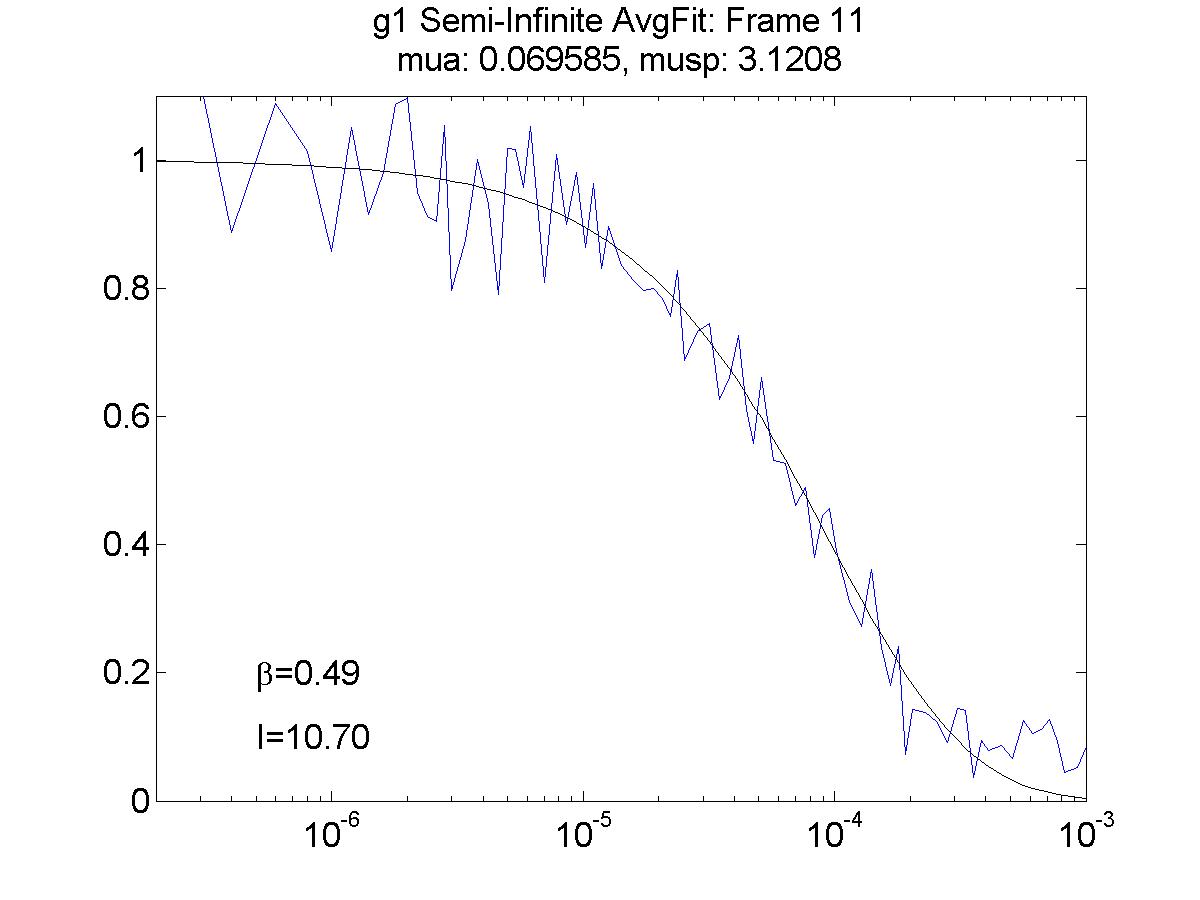 g1 Semi-Infinite AvgFit: Frame 11
mua: 0.069585, musp: 3.1208
1
0.8
0.6
0.4
0.2
0
β=0.49
I=10.70
10^-6
10^-5
10^-4
10^-3